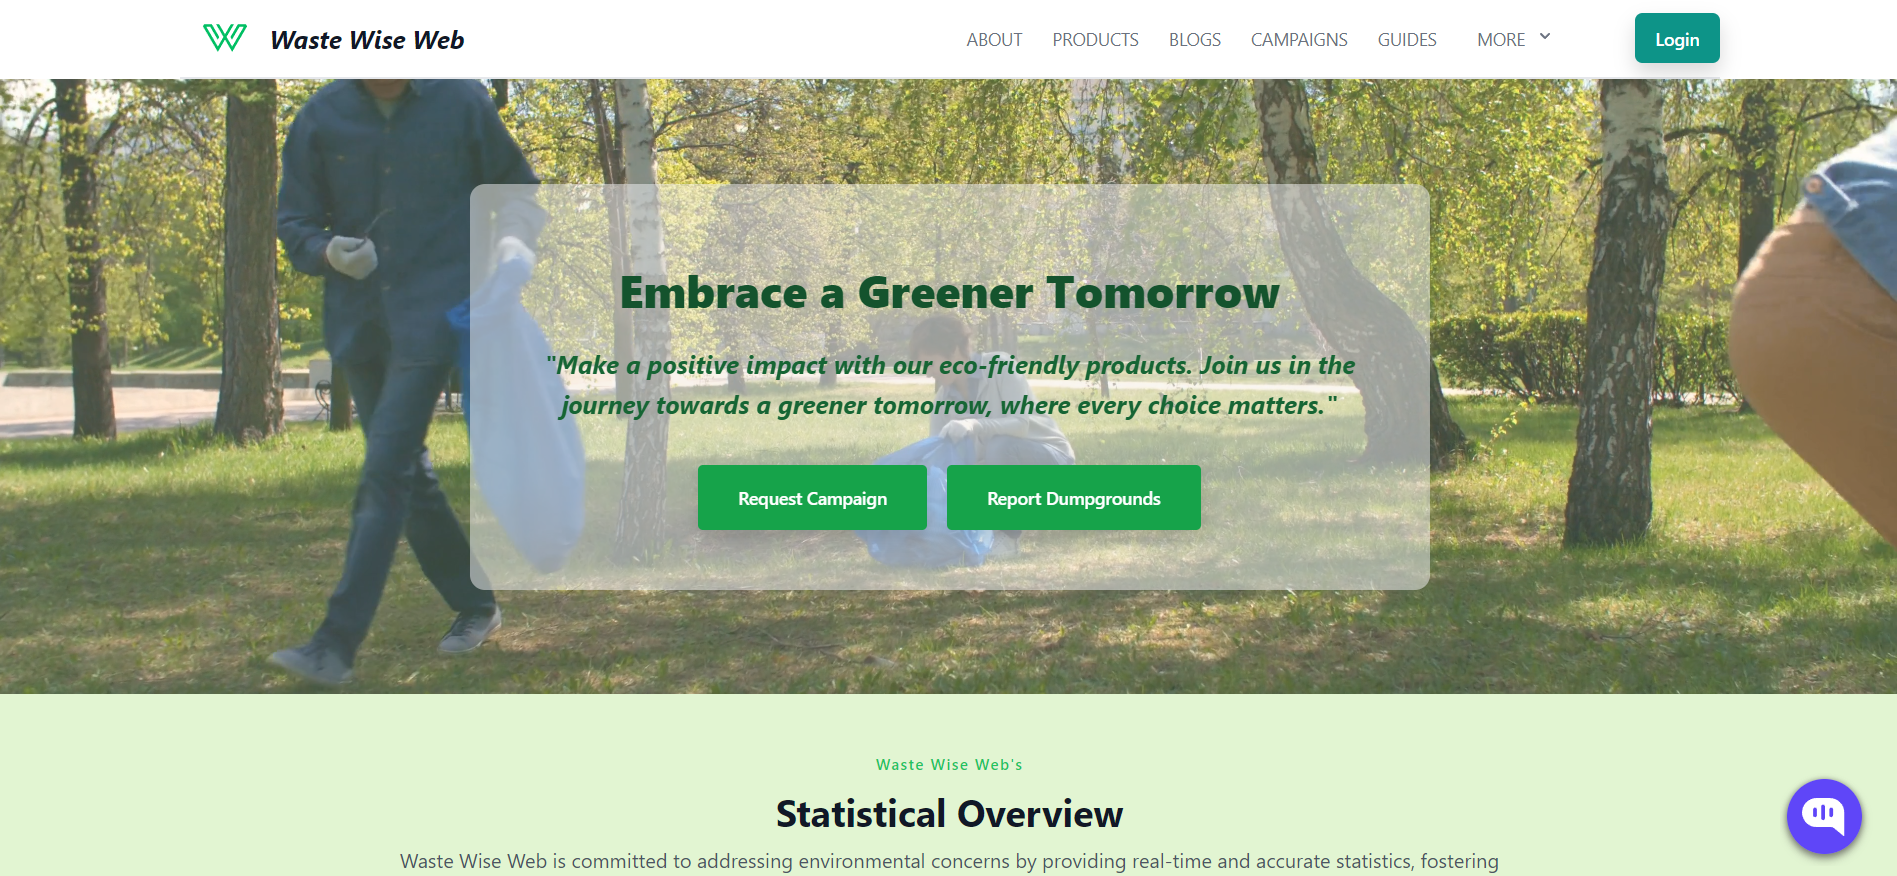 Waste Wise Web
ABOUT PRODUCTS BLOGS CAMPAIGNS GUIDES MORE
Login
Embrace a Greener Tomorrow
"Make a positive impact with our eco-friendly products. Join us in the
journey towards a greener tomorrow, where every choice matters."
Request Campaign Report Dumpgrounds
Waste Wise Web's
Statistical Overview
Waste Wise Web is committed to addressing environmental concerns by providing real-time and accurate statistics, fostering